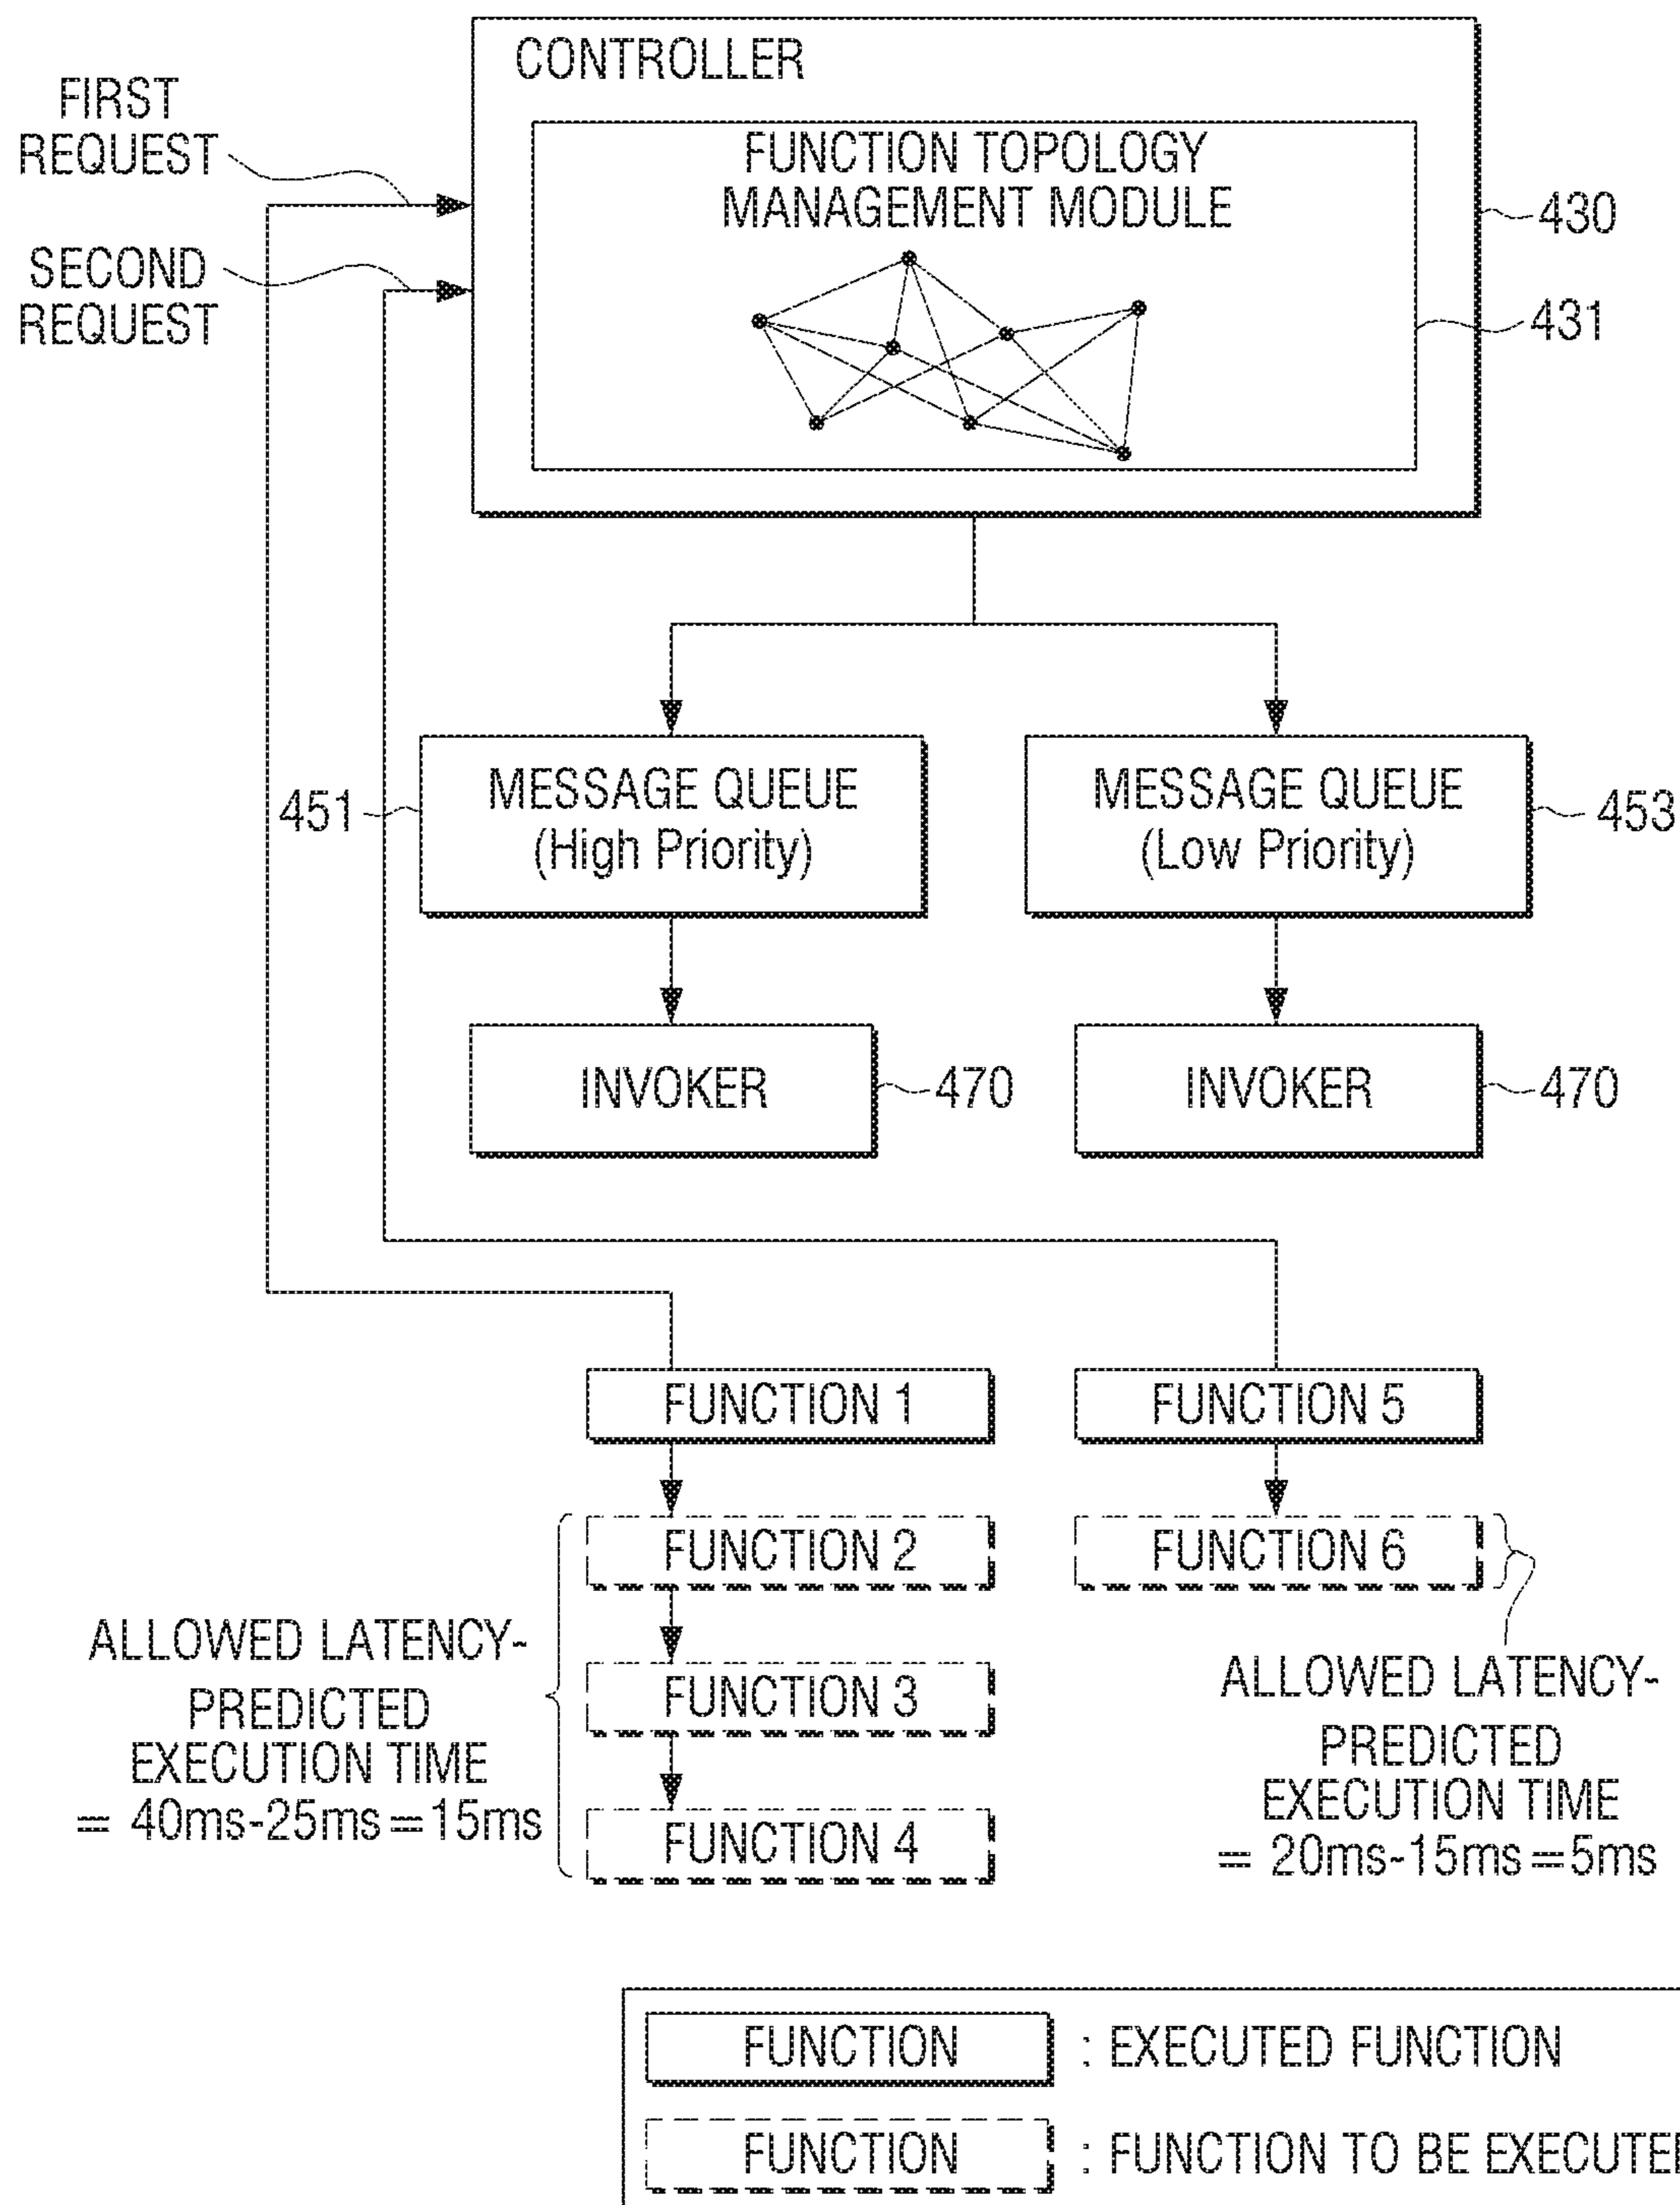 CONTROLLER
FIRST
REQUEST
FUNCTION TOPOLOGY
MANAGEMENT MODULE
430
SECOND
REQUEST
431
MESSAGE QUEUE
(High Priority)
451
MESSAGE QUEUE
(Low Priority)
453
INVOKER
470
INVOKER
470
FUNCTION 1
FUNCTION 5
FUNCTION 2
FUNCTION 6
FUNCTION 3
FUNCTION 4
ALLOWED LATENCY-
PREDICTED
EXECUTION TIME
= 40ms-25ms=15ms
ALLOWED LATENCY-
PREDICTED
EXECUTION TIME
= 20ms-15ms=5ms
FUNCTION : EXECUTED FUNCTION
FUNCTION : FUNCTION TO BE EXECUTED